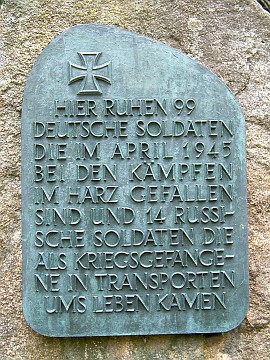 HIER RUHEN 99
DEUTSCHE SOLDATEN
DIE IM APRIL 1945
BEI DEN KÄMPFEN
IM HARZ GEFALLEN
SIND UND 14 RUSSI-
SCHE SOLDATEN DIE
ALS KRIEGSGEFANGE-
NE IN TRANSPORTEN
UMS LEBEN KAMEN